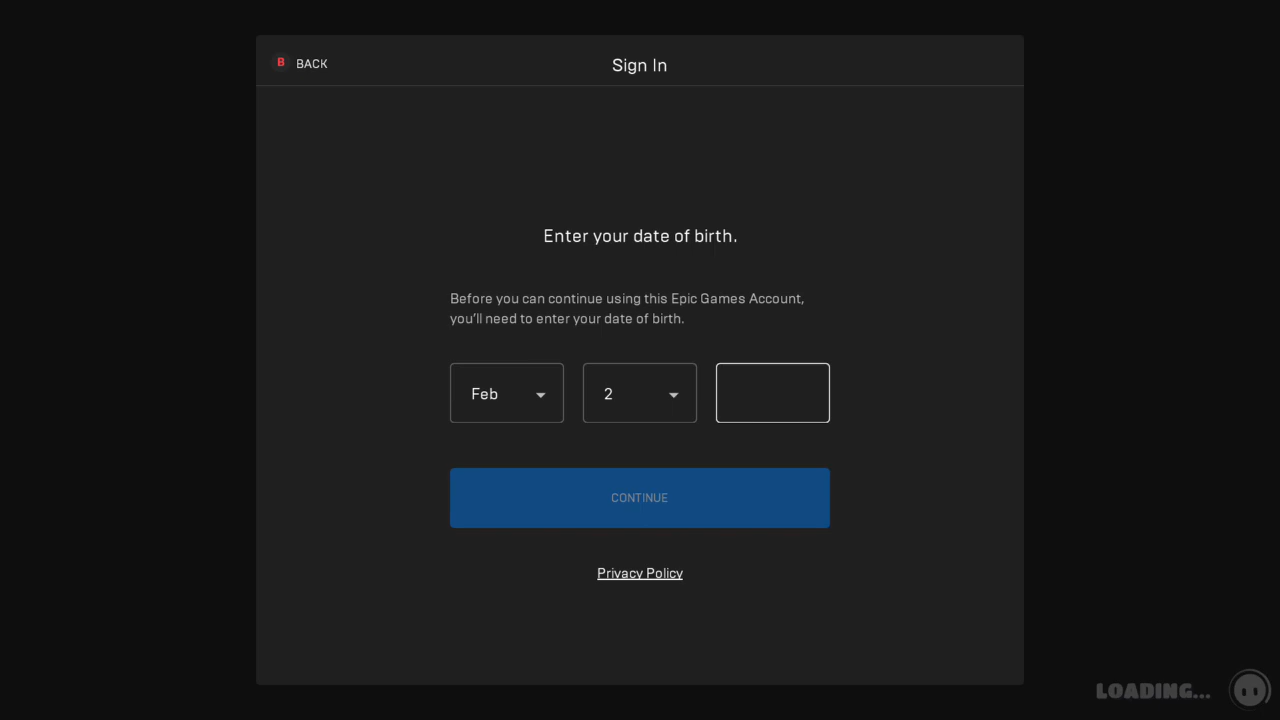 B BACK
Sign In
Enter your date of birth.
Before you can continue using this Epic Games Account,
you'll need to enter your date of birth.
Feb 2
CONTINUE
Privacy Policy
LOADING...